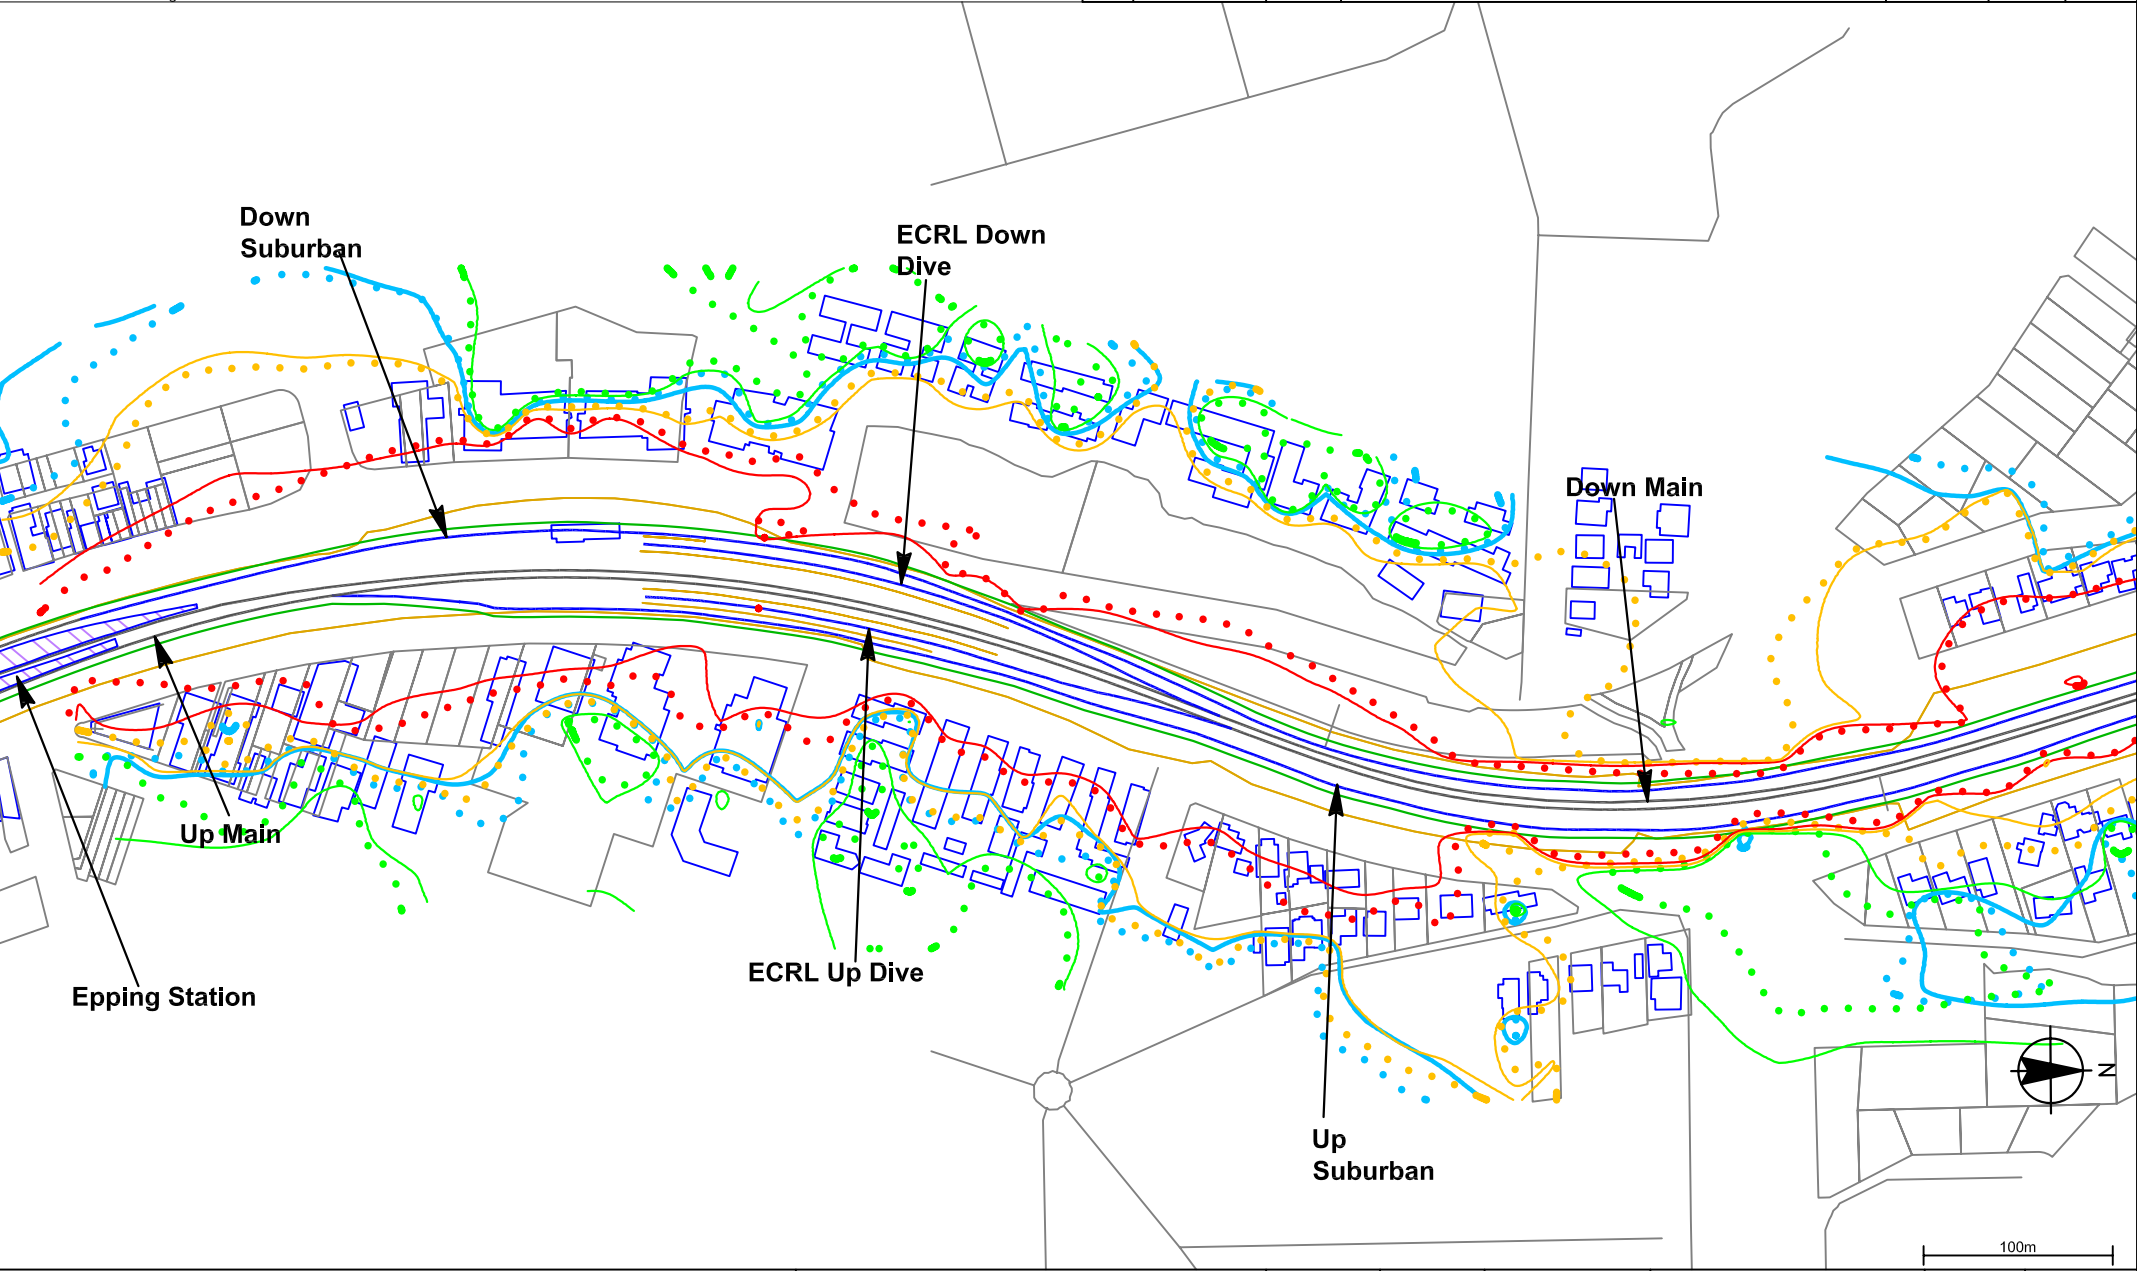 Down
Suburban
ECRL Down
Dive
Down Main
Up Main
ECRL Up Dive
Epping Station
Up
Suburban
N
100m